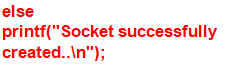 else
printf("Socket successfully
created..\n");